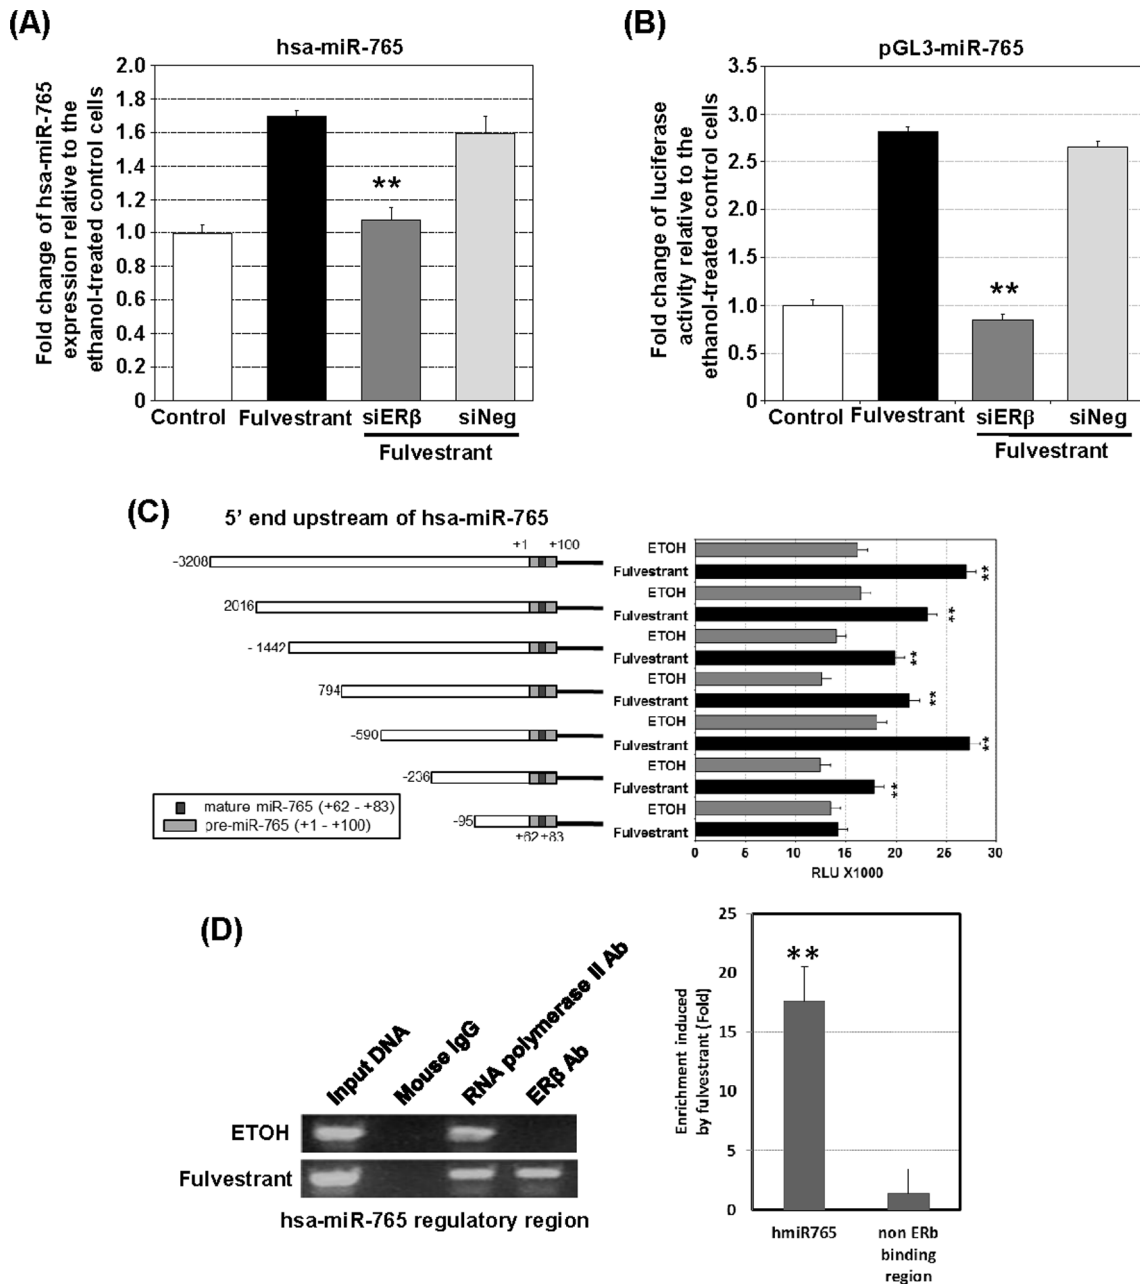 (A)
hsa-miR-765
Fold change of hsa-miR-765
expression relative to the
ethanol-treated control cells
2.0
1.8
1.6
1.4
1.2
1.0
0.8
0.6
0.4
0.2
0
**
Control
Fulvestrant
siERβ
siNeg
Fulvestrant
(B)
pGL3-miR-765
Fold change of luciferase
activity relative to the
ethanol-treated control cells
3.5
3.0
2.5
2.0
1.5
1.0
0.5
0
**
Control
Fulvestrant
siERβ
siNeg
Fulvestrant
(C)
5' end upstream of hsa-miR-765
+1
+100
-3208
2016
- 1442
794
-590
-236
-95
+62 +83
mature miR-765 (+62 - +83)
pre-miR-765 (+1 - +100)
ETOH
Fulvestrant
**
ETOH
Fulvestrant
**
ETOH
Fulvestrant
**
ETOH
Fulvestrant
**
ETOH
Fulvestrant
**
ETOH
Fulvestrant
**
ETOH
Fulvestrant
0 6 10 16 20 26 30
RLU X1000
(D)
Input DNA
Mouse IgG
RNA polymerase II Ab
ERβ Ab
ETOH
Fulvestrant
hsa-miR-765 regulatory region
Enrichment induced
by fulvestrant (Fold)
25
20
15
5
0
**
hmiR765
non ERb
binding
region